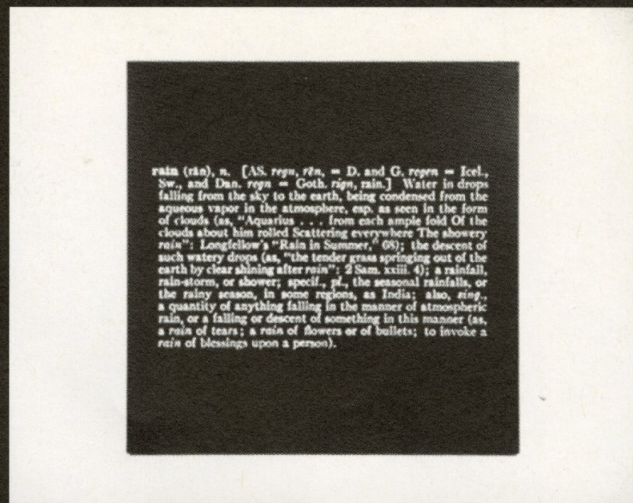 rain (rān), n. [AS. regn, rēn, = D. and G. regen = Icel.,
Sw., and Dan. regn = Goth. rign, rain.] Water in drops
falling from the sky to the earth, being condensed from the
aqueous vapor in the atmosphere, esp. as seen in the form
of clouds (as, "Aquarius . . . from each ample fold Of the
clouds about him rolled Scattering everywhere The showery
rain": Longfellow's "Rain in Summer," 68); the descent of
such watery drops (as, "the tender grass springing out of the
earth by clear shining after rain": 2 Sam. xxiii. 4); a rainfall,
rain-storm, or shower; specif., pl., the seasonal rainfalls, or
the rainy season, in some regions, as India; also, sing.,
a quantity of anything falling in the manner of atmospheric
rain, or a falling or descent of something in this manner (as,
a rain of tears; a rain of flowers or of bullets; to invoke a
rain of blessings upon a person).